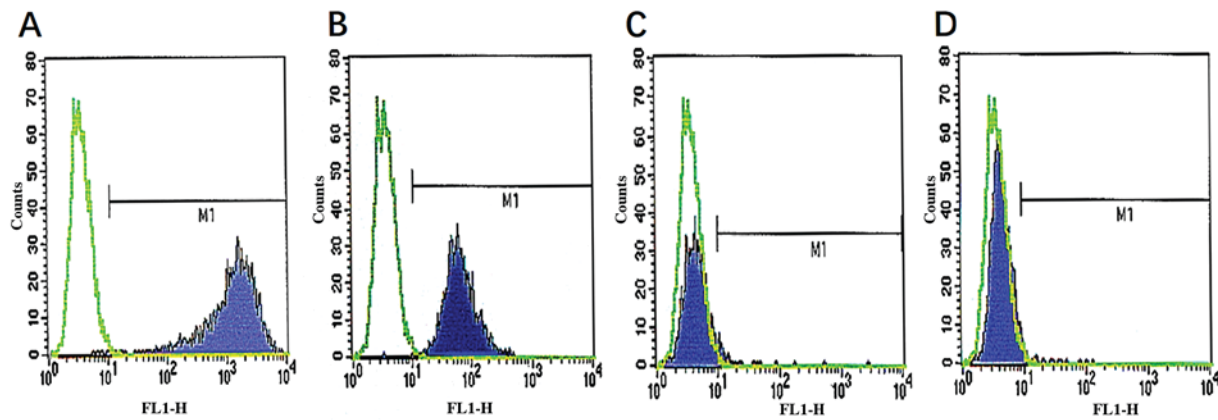 A B C D
80 80 80 80
70 70 70 70
60 60 60 60
50 50 50 50
40 40 40 40
30 30 30 30
20 20 20 20
10 10 10 10
0 0 0 0
Counts Counts Counts Counts
M1 M1 M1 M1
10⁰ 10¹ 10² 10³ 10⁴ 10⁰ 10¹ 10² 10³ 10⁴ 10⁰ 10¹ 10² 10³ 10⁴ 10⁰ 10¹ 10² 10³ 10⁴
FL1-H FL1-H FL1-H FL1-H